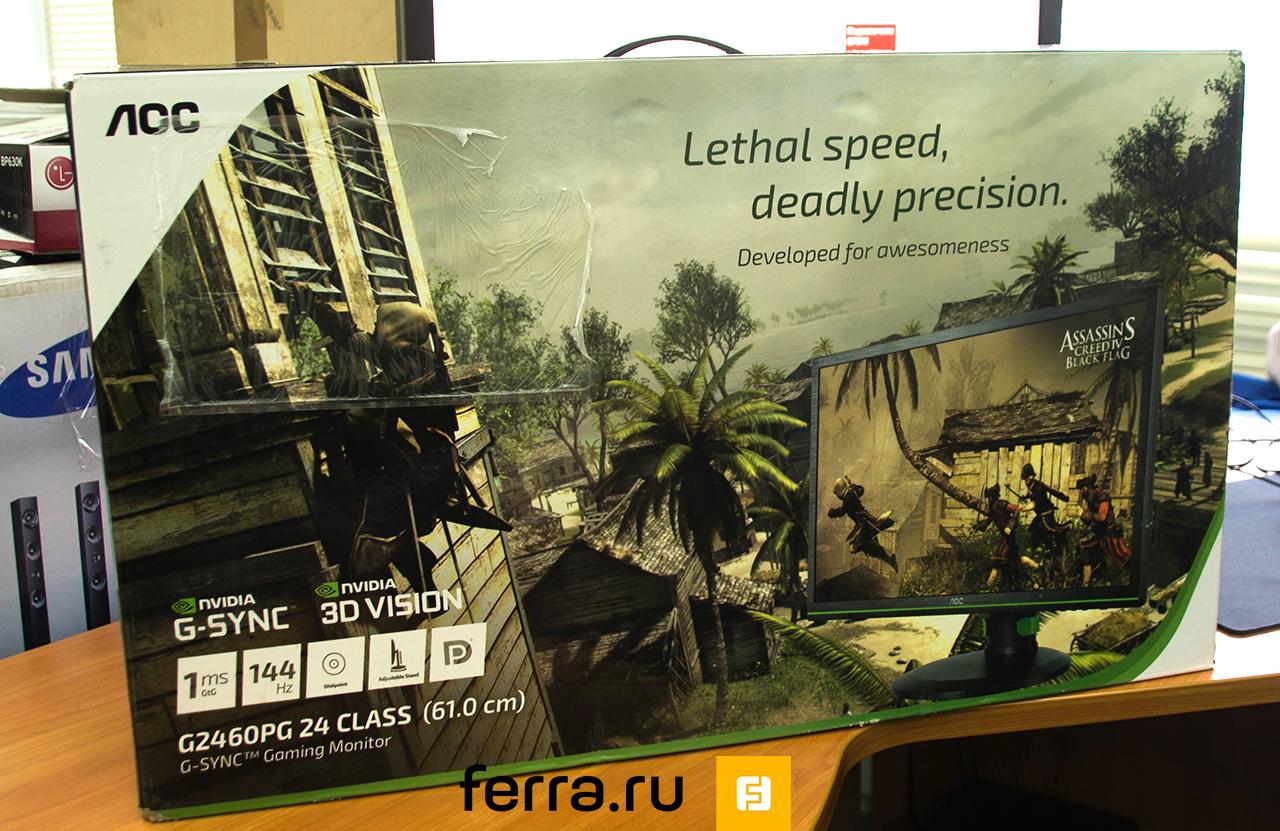 AOC
Lethal speed,
deadly precision.
Developed for awesomeness
BP630K
LG
SAM
ASSASSIN'S
CREED IV
BLACK FLAG
AOC
NVIDIA
G-SYNC
NVIDIA
3D VISION
1ms
GtG
144
Hz
Dialpoint
Adjustable Stand
G2460PG 24 CLASS (61.0 cm)
G-SYNC™ Gaming Monitor
ferra.ru